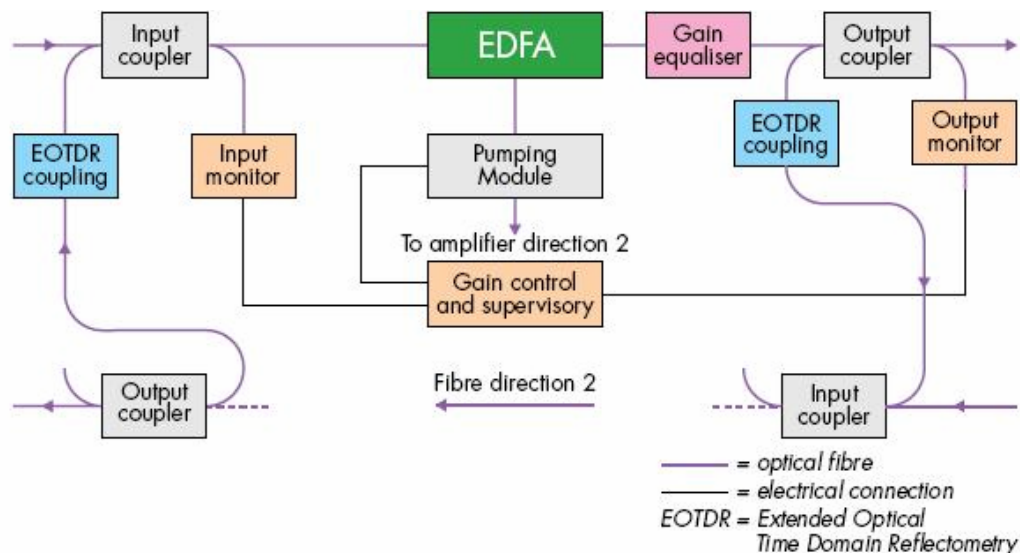 Input
coupler
EDFA
Gain
equaliser
Output
coupler
EOTDR
coupling
Input
monitor
Pumping
Module
EOTDR
coupling
Output
monitor
To amplifier direction 2
Gain control
and supervisory
Output
coupler
Fibre direction 2
Input
coupler
= optical fibre
= electrical connection
EOTDR = Extended Optical
Time Domain Reflectometry